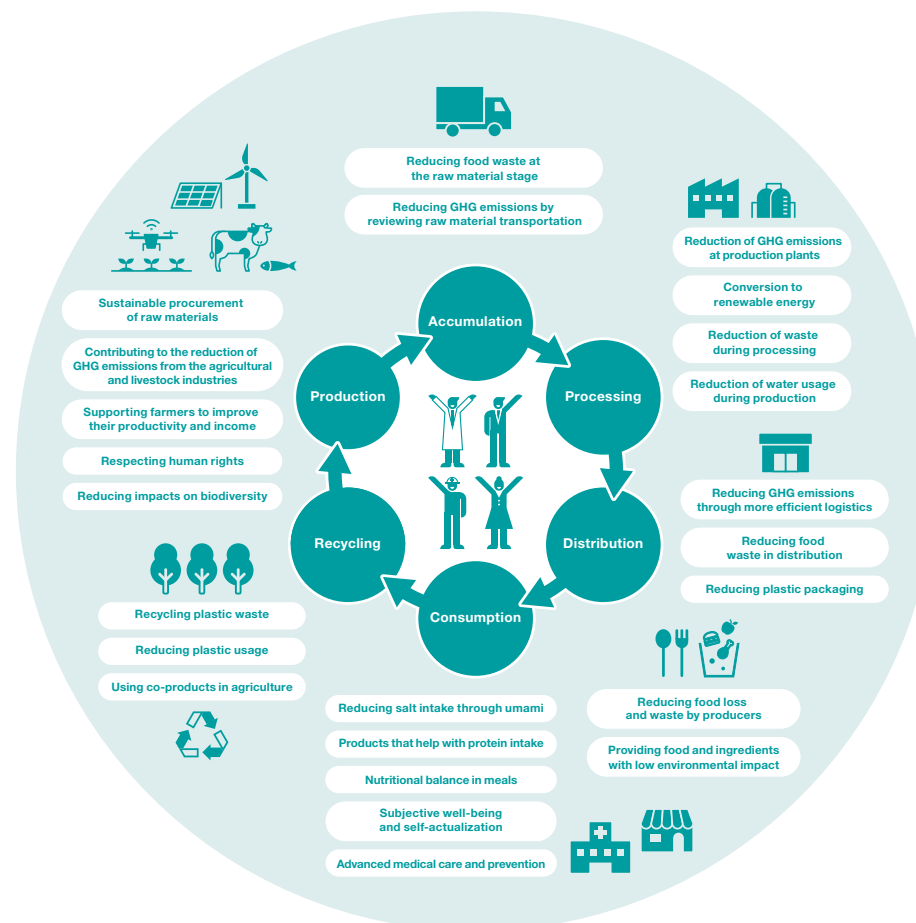 Reducing food waste at
the raw material stage
Reducing GHG emissions by
reviewing raw material transportation
Reduction of GHG emissions
at production plants
Conversion to
renewable energy
Reduction of waste
during processing
Reduction of water usage
during production
Sustainable procurement
of raw materials
Contributing to the reduction of
GHG emissions from the agricultural
and livestock industries
Supporting farmers to improve
their productivity and income
Respecting human rights
Reducing impacts on biodiversity
Accumulation
Production
Processing
Recycling
Distribution
Consumption
Reducing GHG emissions
through more efficient logistics
Reducing food
waste in distribution
Reducing plastic packaging
Recycling plastic waste
Reducing plastic usage
Using co-products in agriculture
Reducing salt intake through umami
Products that help with protein intake
Nutritional balance in meals
Subjective well-being
and self-actualization
Advanced medical care and prevention
Reducing food loss
and waste by producers
Providing food and ingredients
with low environmental impact